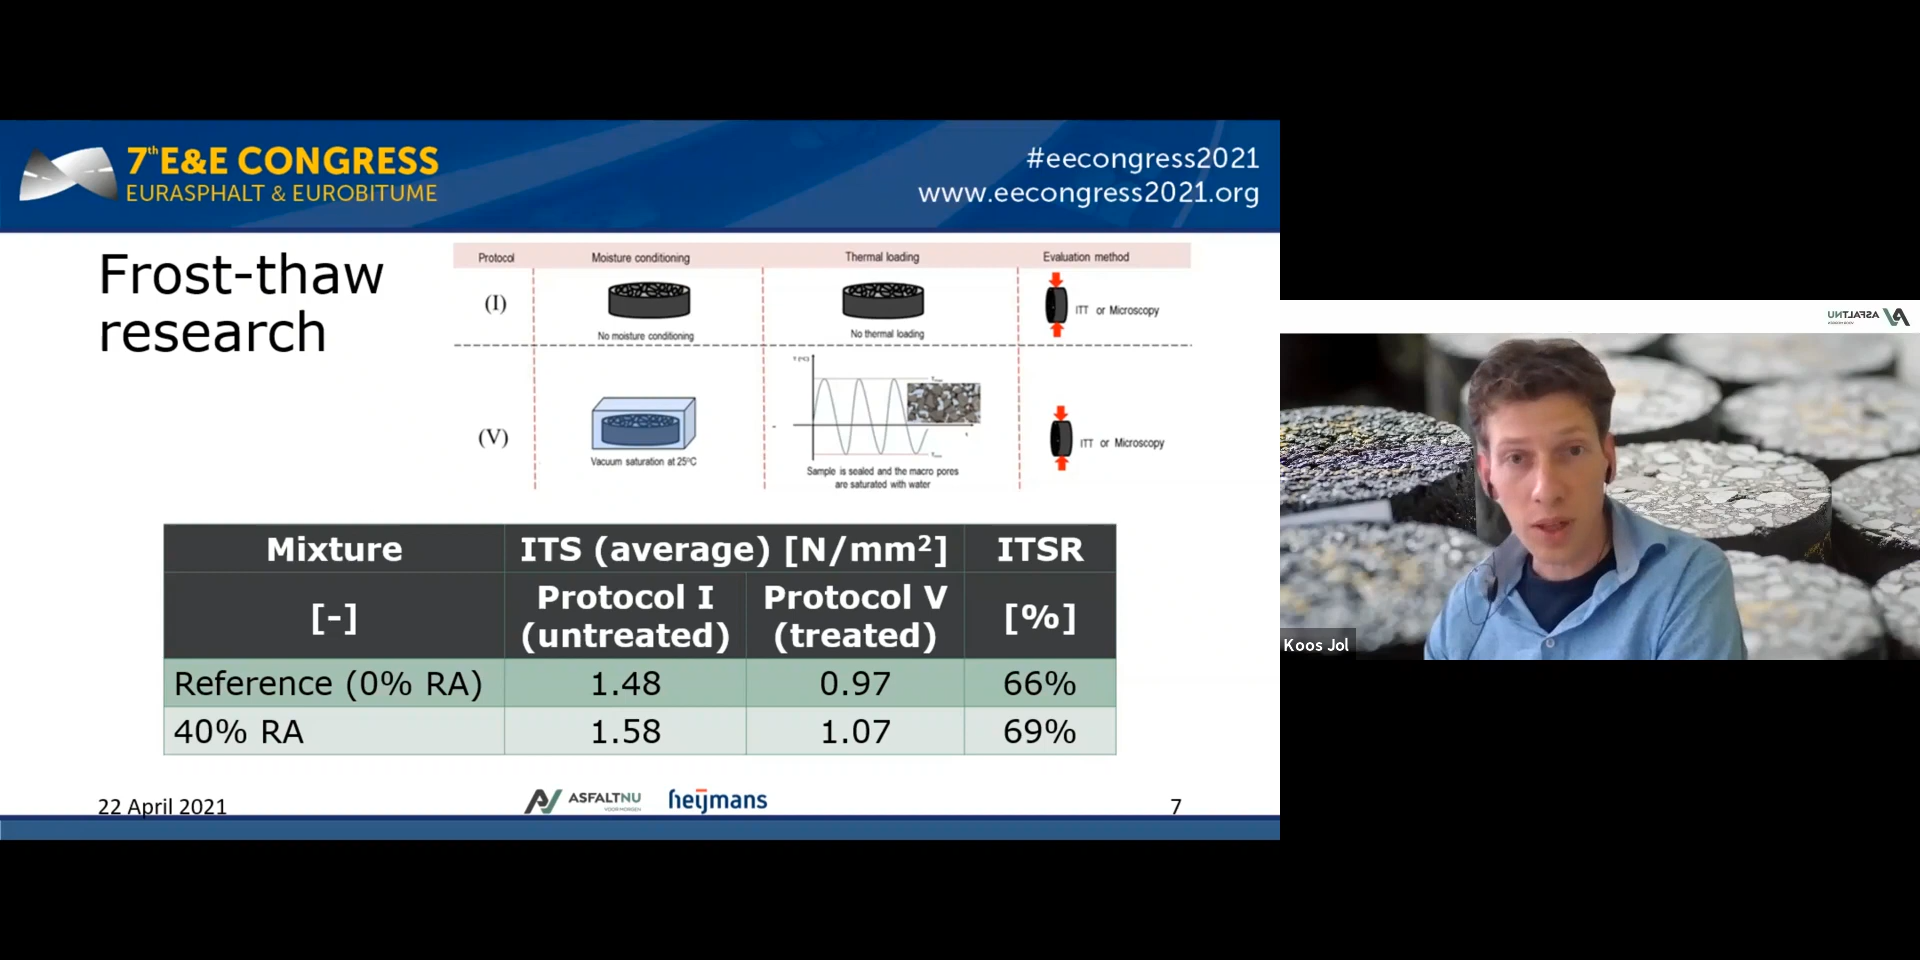 7th E&E CONGRESS
EURASPHALT & EUROBITUME
#eecongress2021
www.eecongress2021.org
Frost-thaw
research
Protocol
Moisture conditioning
Thermal loading
Evaluation method
(I)
No moisture conditioning
No thermal loading
ITT or Microscopy
(V)
Vacuum saturation at 25ºC
Sample is sealed and the macro pores
are saturated with water
ITT or Microscopy
Mixture ITS (average) [N/mm²] ITSR
[-] Protocol I (untreated) Protocol V (treated) [%]
Reference (0% RA) 1.48 0.97 66%
40% RA 1.58 1.07 69%
22 April 2021
ASFALTNU
heijmans
7
ASFALTNU
Koos Jol